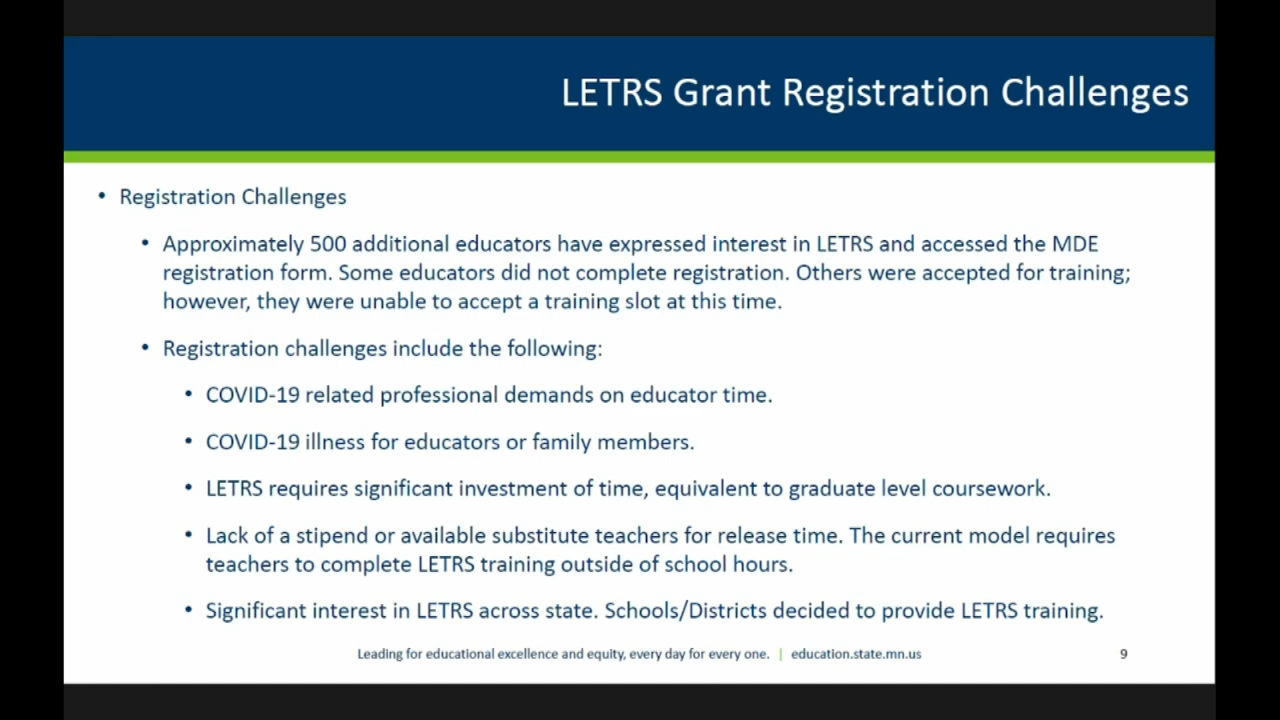 LETRS Grant Registration Challenges
• Registration Challenges
• Approximately 500 additional educators have expressed interest in LETRS and accessed the MDE
registration form. Some educators did not complete registration. Others were accepted for training;
however, they were unable to accept a training slot at this time.
• Registration challenges include the following:
• COVID-19 related professional demands on educator time.
• COVID-19 illness for educators or family members.
• LETRS requires significant investment of time, equivalent to graduate level coursework.
• Lack of a stipend or available substitute teachers for release time. The current model requires
teachers to complete LETRS training outside of school hours.
• Significant interest in LETRS across state. Schools/Districts decided to provide LETRS training.
Leading for educational excellence and equity, every day for every one. | education.state.mn.us 9